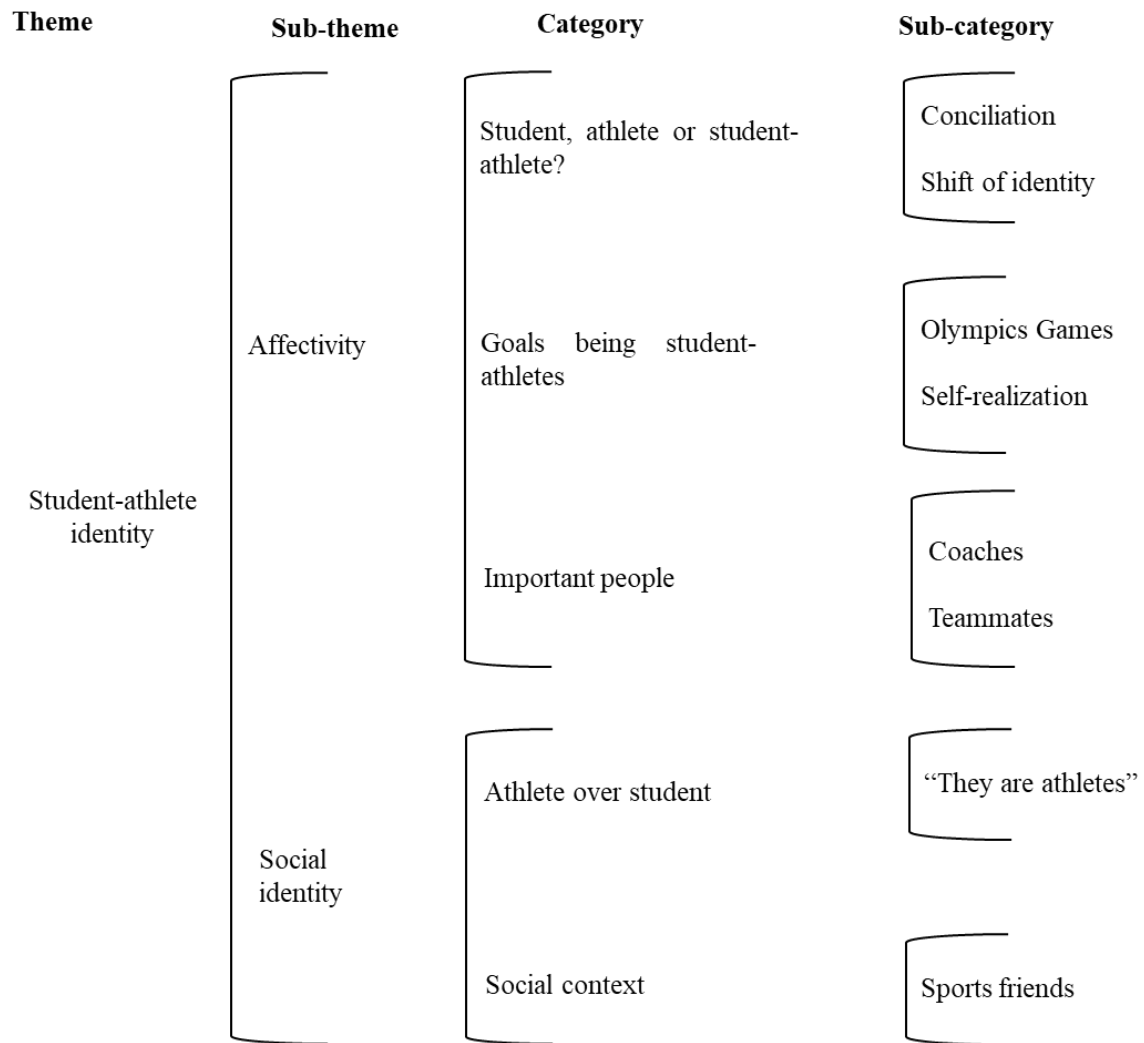 Theme
Sub-theme
Category
Sub-category
Student, athlete or student-
athlete?
Conciliation
Shift of identity
Affectivity
Goals being student-
athletes
Olympics Games
Self-realization
Student-athlete
identity
Important people
Coaches
Teammates
Athlete over student
“They are athletes”
Social
identity
Social context
Sports friends